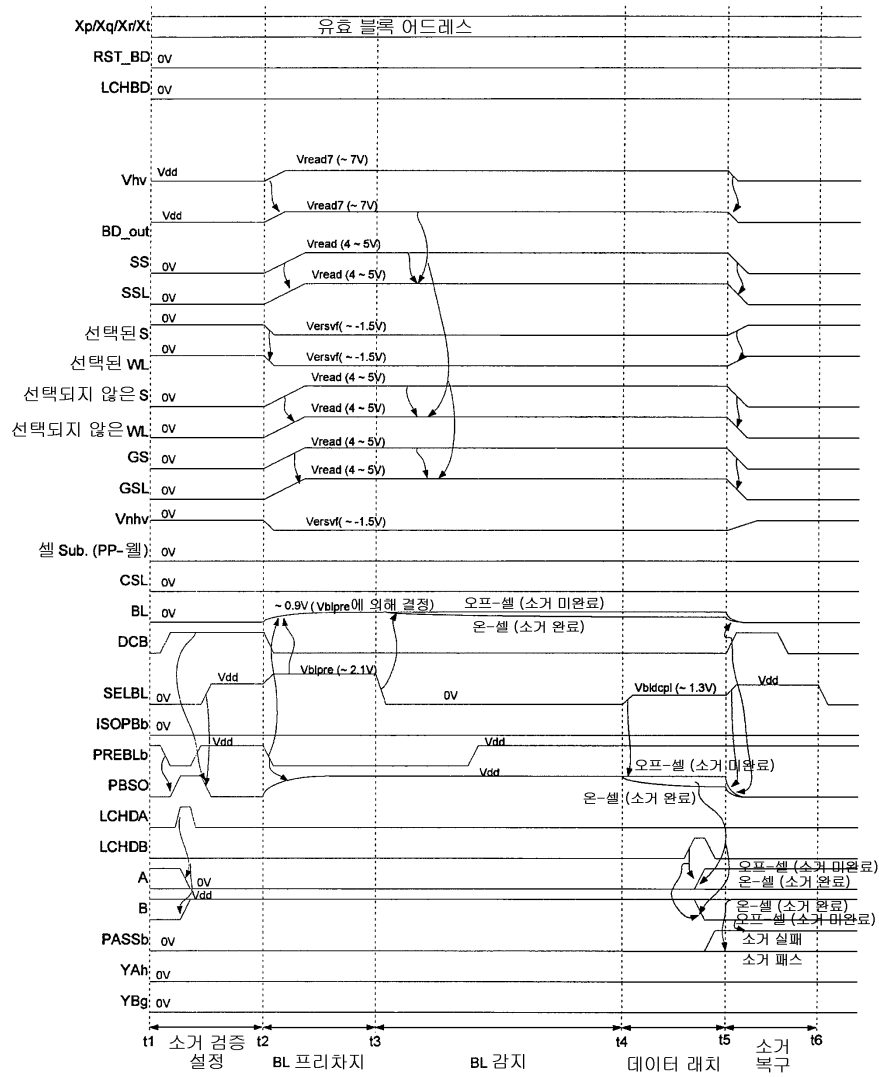 Xp/Xq/Xr/Xt 유효 블록 어드레스
RST_BD 0V
LCHBD 0V
Vhv Vdd Vread7 (~ 7V)
BD_out Vdd Vread7 (~ 7V)
SS 0V Vread (4 ~ 5V)
SSL 0V Vread (4 ~ 5V)
선택된 S 0V Versvf( ~ -1.5V)
선택된 WL 0V Versvf( ~ -1.5V)
선택되지 않은 S 0V Vread (4 ~ 5V)
선택되지 않은 WL 0V Vread (4 ~ 5V)
GS 0V Vread (4 ~ 5V)
GSL 0V Vread (4 ~ 5V)
Vnhv 0V Versvf( ~ -1.5V)
셀 Sub. (PP-웰) 0V
CSL 0V
BL 0V ~ 0.9V (Vblpre에 의해 결정) 오프-셀 (소거 미완료)
온-셀 (소거 완료)
DCB
SELBL 0V Vdd Vblpre (~ 2.1V) 0V Vbldcpl (~ 1.3V) Vdd
ISOPBb 0V
PREBLb Vdd Vdd
PBSO Vdd 오프-셀 (소거 미완료)
온-셀 (소거 완료)
LCHDA
LCHDB
A 0V 오프-셀 (소거 미완료)
온-셀 (소거 완료)
B Vdd 온-셀 (소거 완료)
오프-셀 (소거 미완료)
PASSb 0V 소거 실패
소거 패스
YAh 0V
YBg 0V
t1 t2 t3 t4 t5 t6
소거 검증 설정 BL 프리차지 BL 감지 데이터 래치 소거 복구